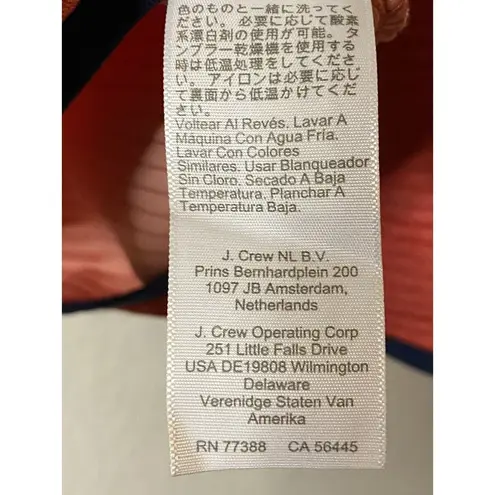 色のものと一緒に洗ってく
ださい。必要に応じて酸素
系漂白剤の使用が可能。タ
ンブラー乾燥機を使用する
時は低温処理をしてくださ
い。アイロンは必要に応じ
て裏面から低温かけてくだ
さい。
Voltear Al Revés. Lavar A
Máquina Con Agua Fría.
Lavar Con Colores
Similares. Usar Blanqueador
Sin Cloro. Secado A Baja
Temperatura. Planchar A
Temperatura Baja.
J. Crew NL B.V.
Prins Bernhardplein 200
1097 JB Amsterdam,
Netherlands
J. Crew Operating Corp
251 Little Falls Drive
USA DE19808 Wilmington
Delaware
Verenidge Staten Van
Amerika
RN 77388 CA 56445